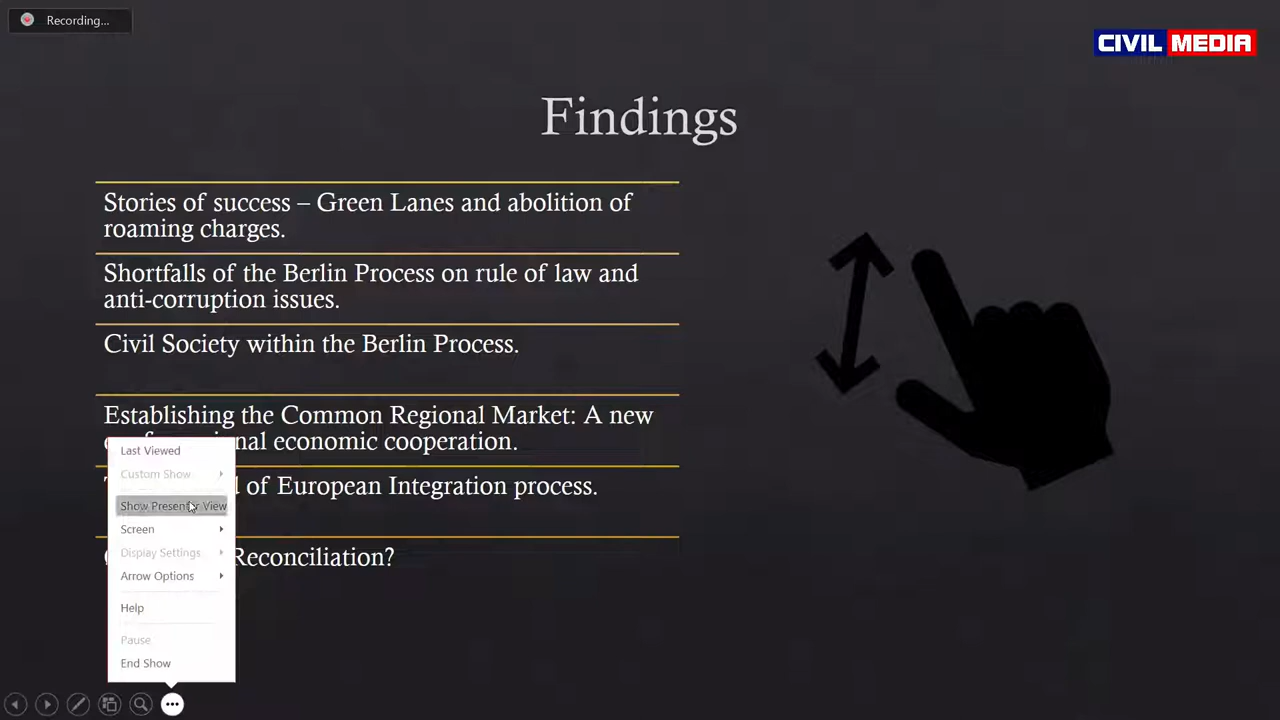 Recording...
CIVIL MEDIA
Findings
Stories of success – Green Lanes and abolition of
roaming charges.
Shortfalls of the Berlin Process on rule of law and
anti-corruption issues.
Civil Society within the Berlin Process.
Establishing the Common Regional Market: A new
economic cooperation.
of European Integration process.
Reconciliation?
Last Viewed
Custom Show
Show Presenter View
Screen
Display Settings
Arrow Options
Help
Pause
End Show